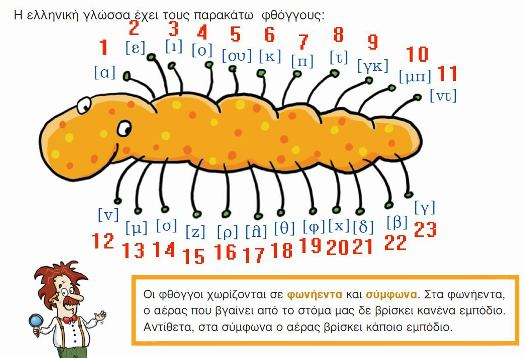 Η ελληνική γλώσσα έχει τους παρακάτω φθόγγους:
1 2 3 4 5 6 7 8 9 10 11
[α] [ε] [ι] [ο] [ου] [κ] [π] [τ] [γκ] [μπ] [ντ]
[ν] [μ] [σ] [z] [ρ] [λ] [θ] [φ] [χ] [δ] [β] [γ]
12 13 14 15 16 17 18 19 20 21 22 23
Οι φθόγγοι χωρίζονται σε φωνήεντα και σύμφωνα. Στα φωνήεντα,
ο αέρας που βγαίνει από το στόμα μας δε βρίσκει κανένα εμπόδιο.
Αντίθετα, στα σύμφωνα ο αέρας βρίσκει κάποιο εμπόδιο.